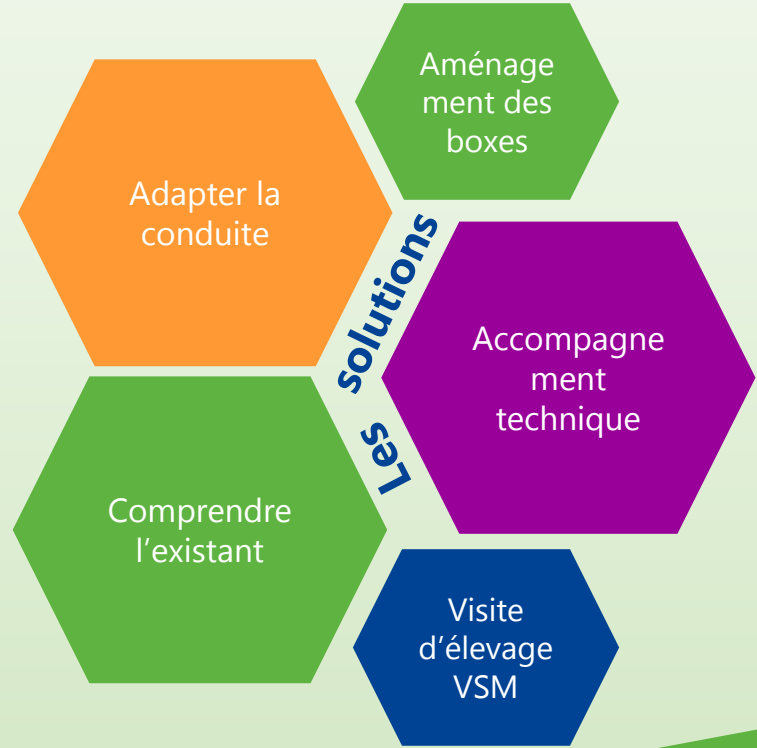 Aménage
ment des
boxes
Adapter la
conduite
Les solutions
Accompagne
ment
technique
Comprendre
l’existant
Visite
d’élevage
VSM